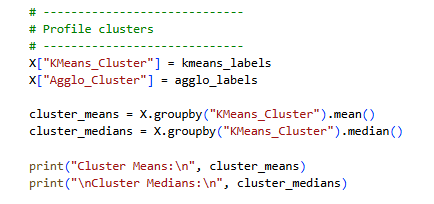 # -----------------------------
# Profile clusters
# -----------------------------
X["KMeans_Cluster"] = kmeans_labels
X["Agglo_Cluster"] = agglo_labels
cluster_means = X.groupby("KMeans_Cluster").mean()
cluster_medians = X.groupby("KMeans_Cluster").median()
print("Cluster Means:\n", cluster_means)
print("\nCluster Medians:\n", cluster_medians)